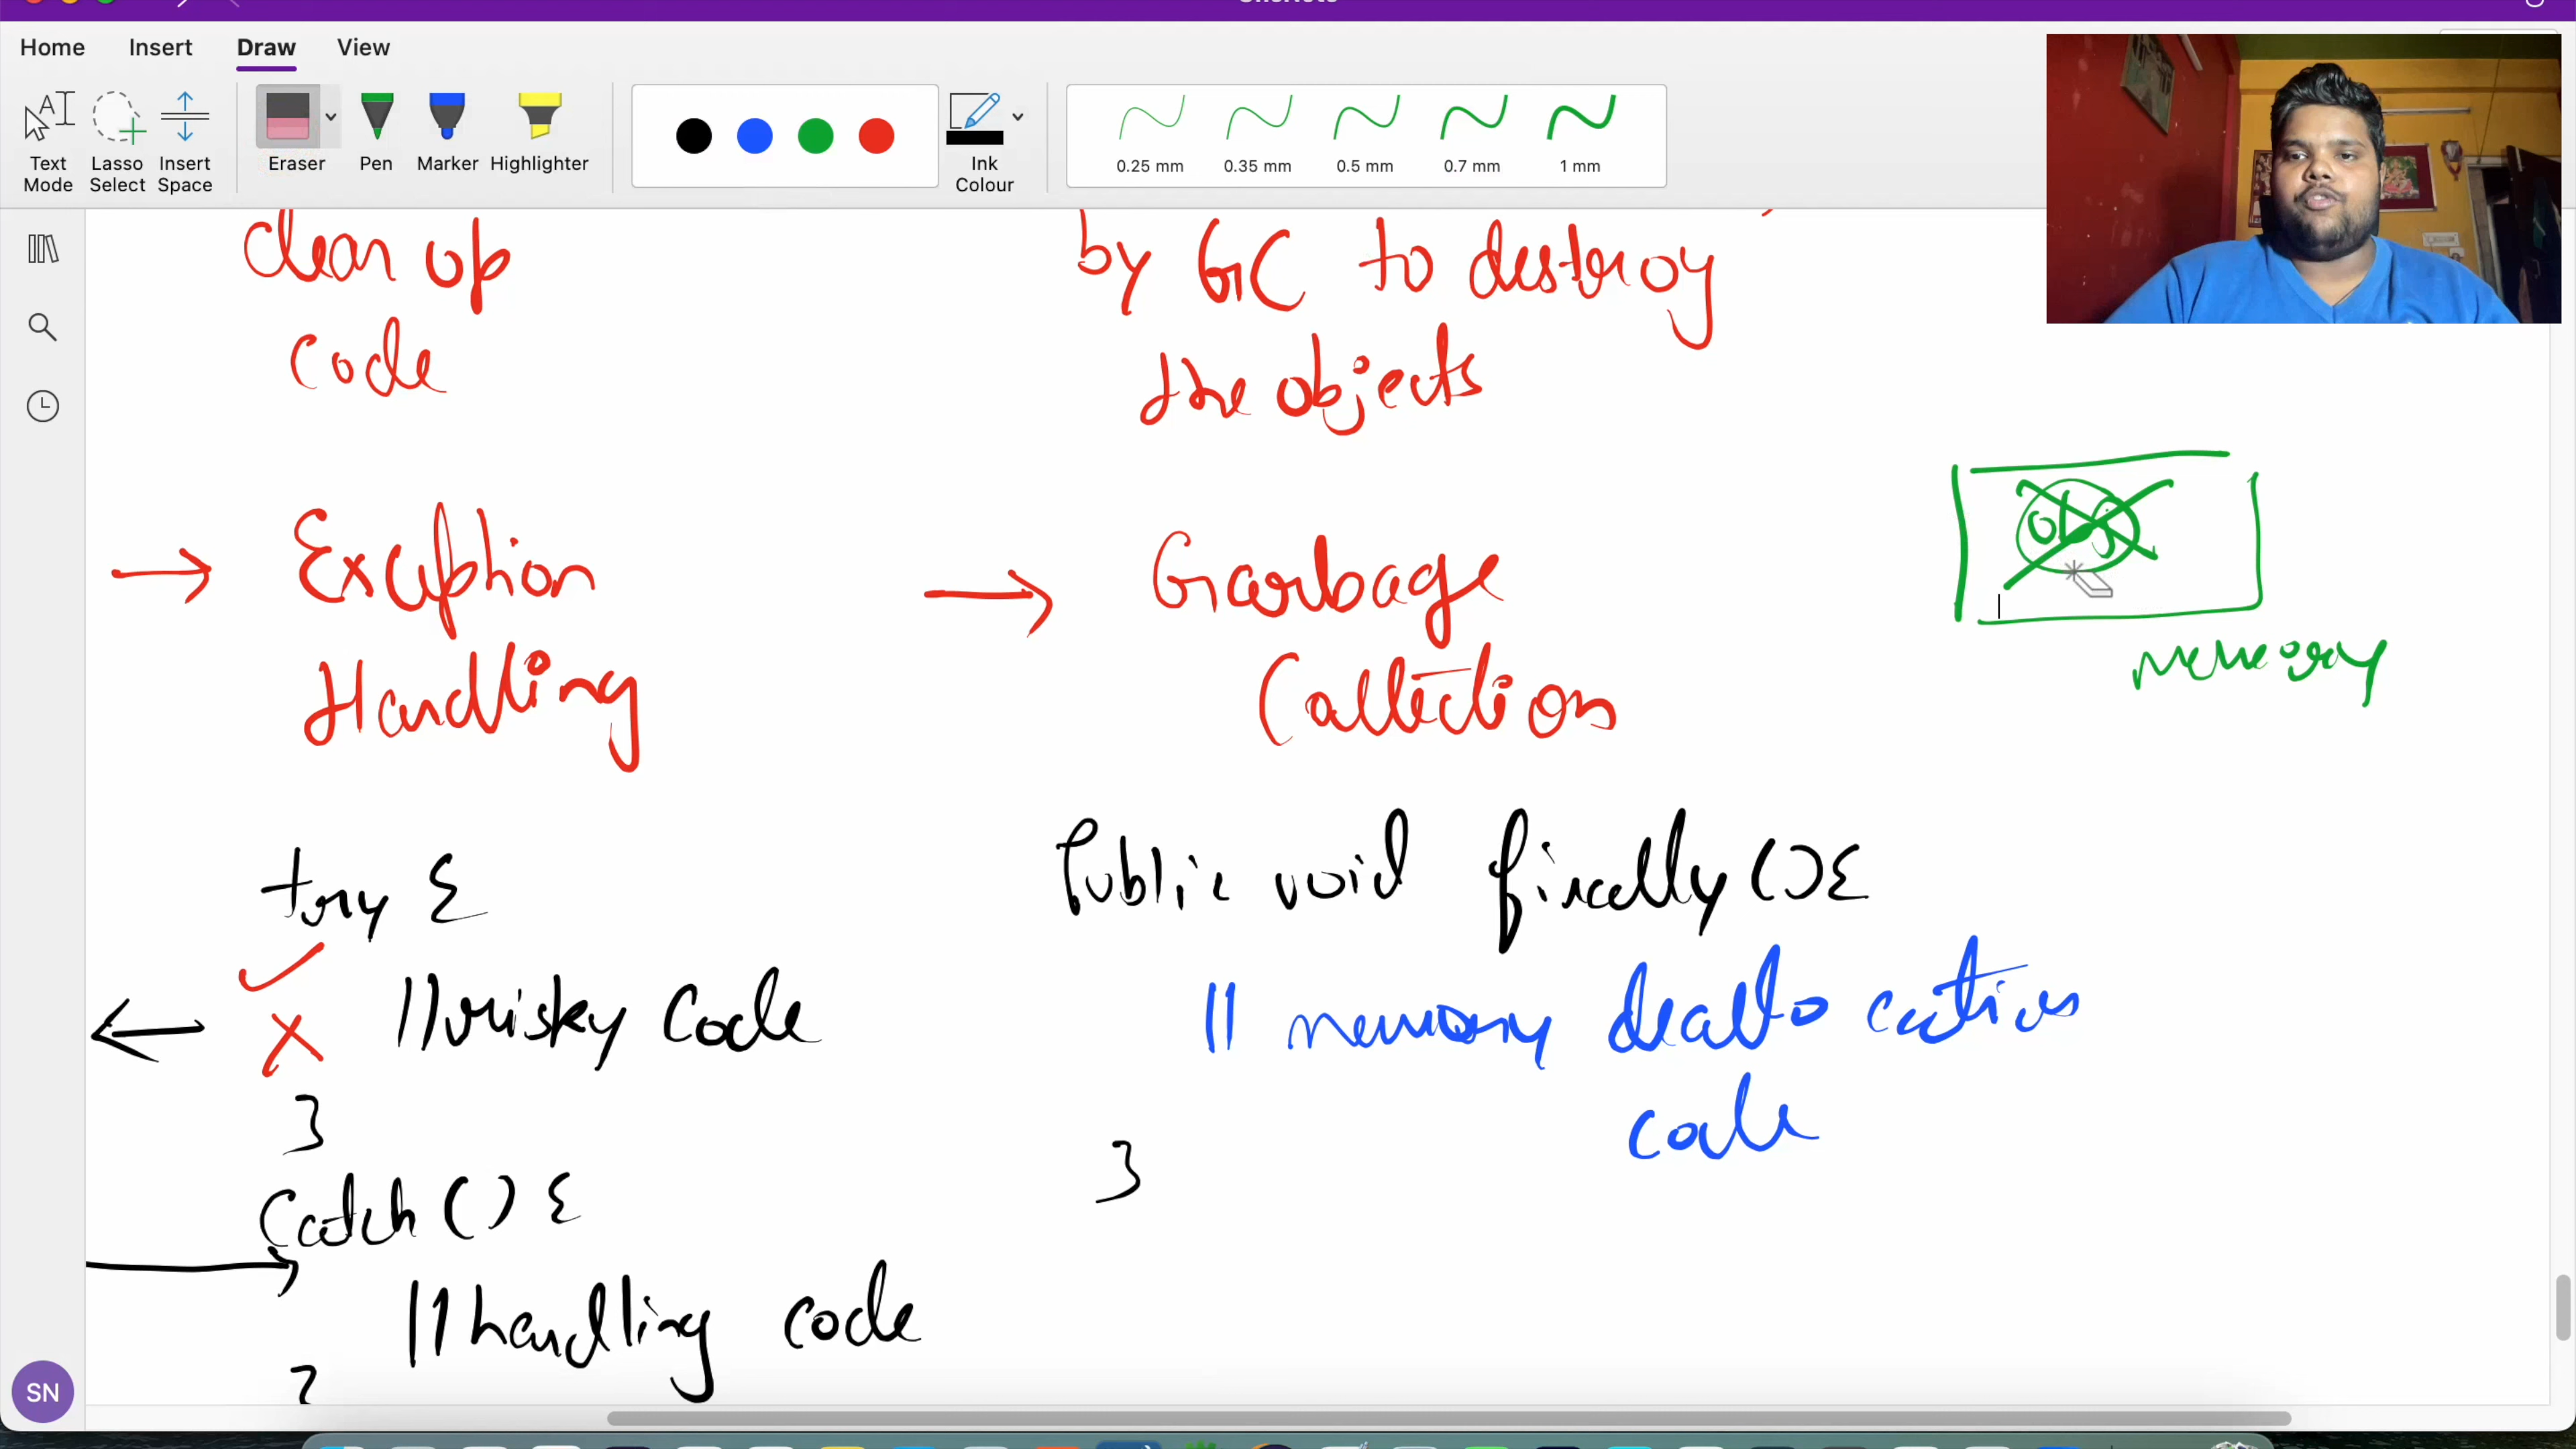 Home Insert Draw View
Text Mode
Lasso Select
Insert Space
Eraser
Pen
Marker
Highlighter
Ink Colour
0.25 mm
0.35 mm
0.5 mm
0.7 mm
1 mm
clean up
code
by GC to destroy
the objects
→ Exception
Handling
→ Garbage
Collection
obj
memory
try {
// risky code
}
Catch () {
// handling code
Public void finally () {
// memory deallocation
code
}
SN